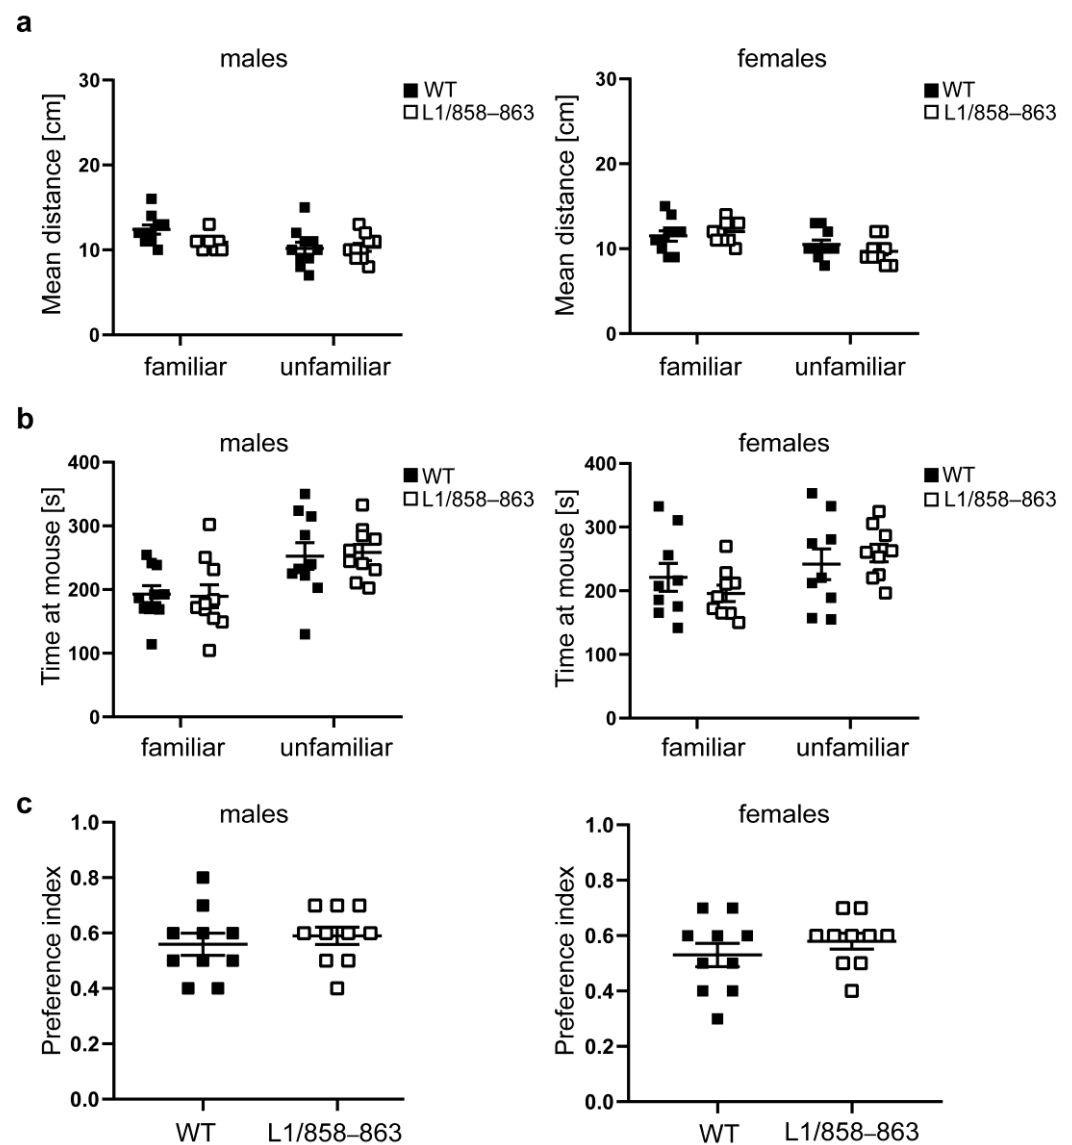 a
males
30
20
10
0
Mean distance [cm]
WT
L1/858–863
familiar
unfamiliar
females
30
20
10
0
Mean distance [cm]
WT
L1/858–863
familiar
unfamiliar
b
males
400
300
200
100
0
Time at mouse [s]
WT
L1/858–863
familiar
unfamiliar
females
400
300
200
100
0
Time at mouse [s]
WT
L1/858–863
familiar
unfamiliar
c
males
1.0
0.8
0.6
0.4
0.2
0.0
Preference index
WT
L1/858–863
females
1.0
0.8
0.6
0.4
0.2
0.0
Preference index
WT
L1/858–863